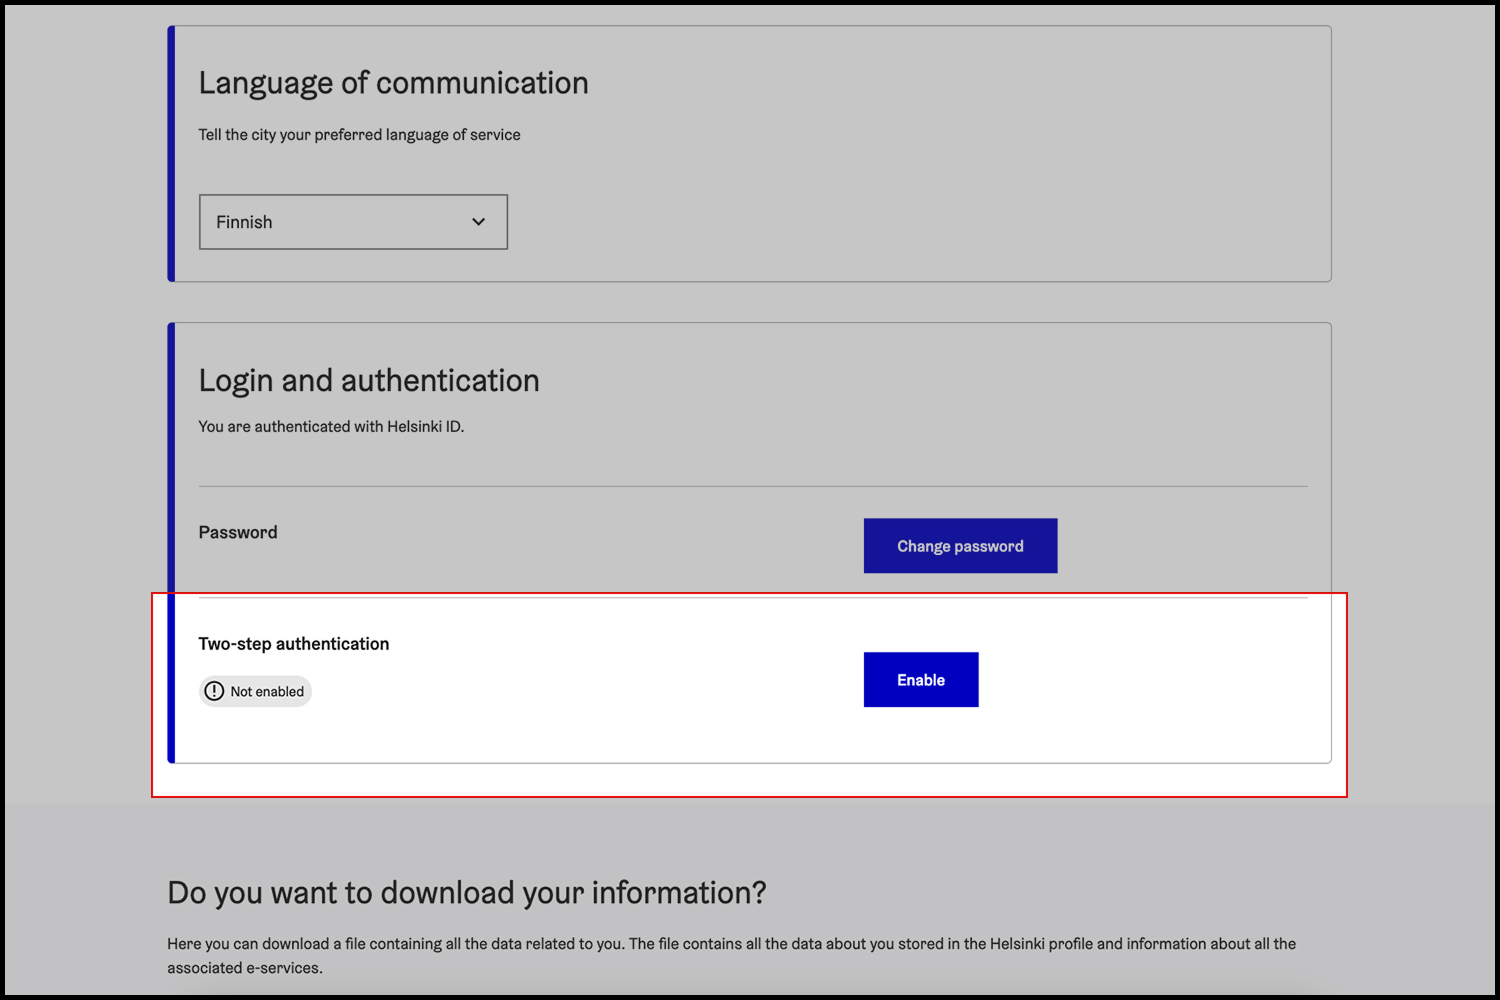 Language of communication
Tell the city your preferred language of service
Finnish
Login and authentication
You are authenticated with Helsinki ID.
Password
Change password
Two-step authentication
Not enabled
Enable
Do you want to download your information?
Here you can download a file containing all the data related to you. The file contains all the data about you stored in the Helsinki profile and information about all the
associated e-services.